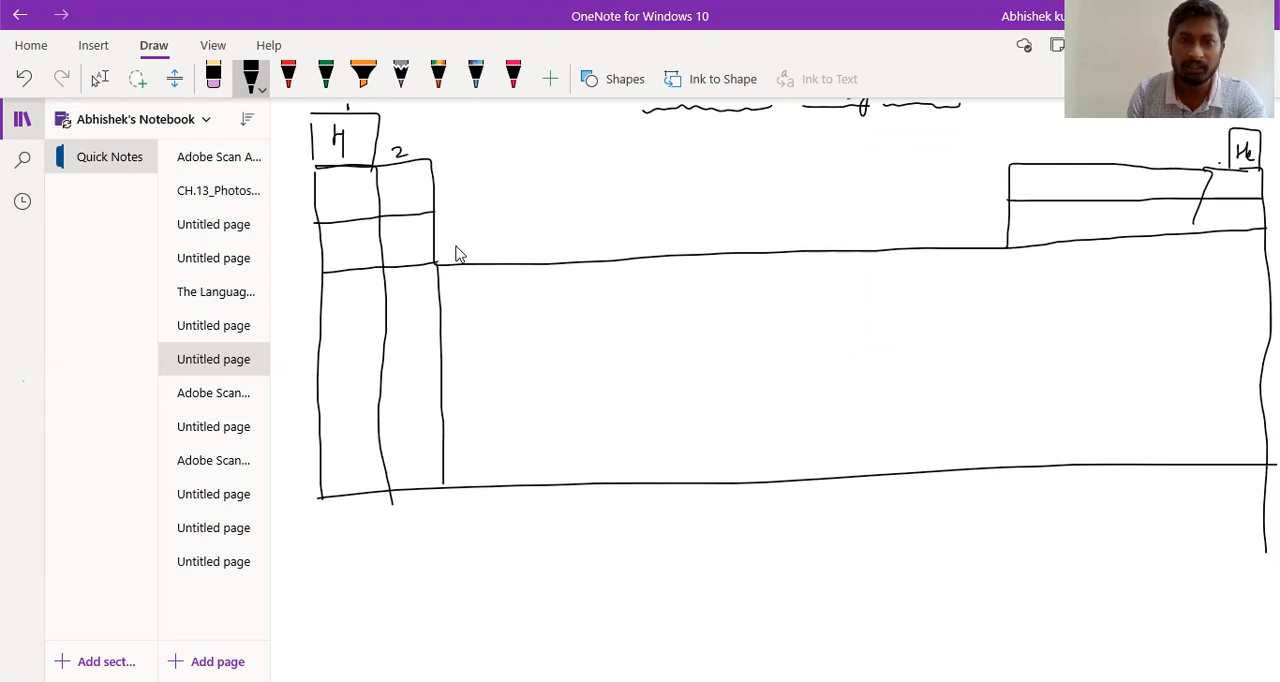 OneNote for Windows 10
Abhishek ku
Home Insert Draw View Help
Shapes Ink to Shape Ink to Text
Abhishek's Notebook
Quick Notes
Adobe Scan A...
CH.13_Photos...
Untitled page
Untitled page
The Languag...
Untitled page
Untitled page
Adobe Scan...
Untitled page
Adobe Scan...
Untitled page
Untitled page
Untitled page
Add sect...
Add page
1
H
2
He